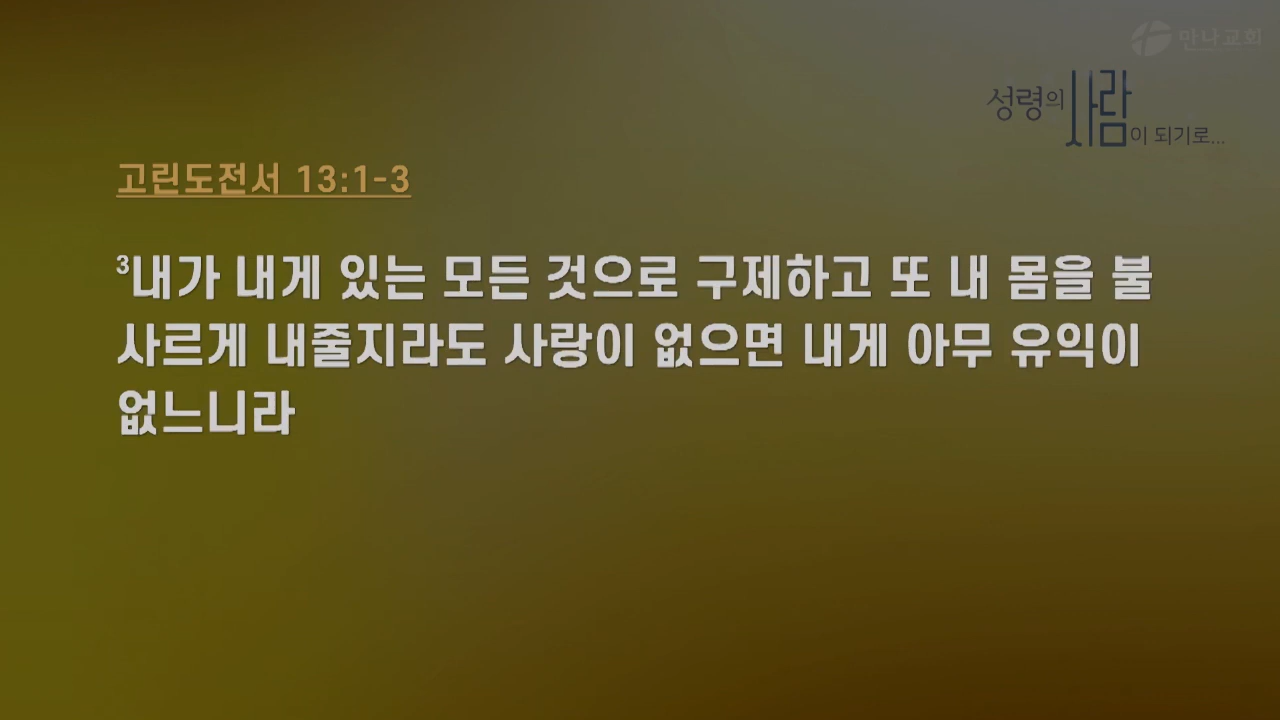 만나교회
성령의 사람이 되기로...
고린도전서 13:1-3
³내가 내게 있는 모든 것으로 구제하고 또 내 몸을 불
사르게 내줄지라도 사랑이 없으면 내게 아무 유익이
없느니라